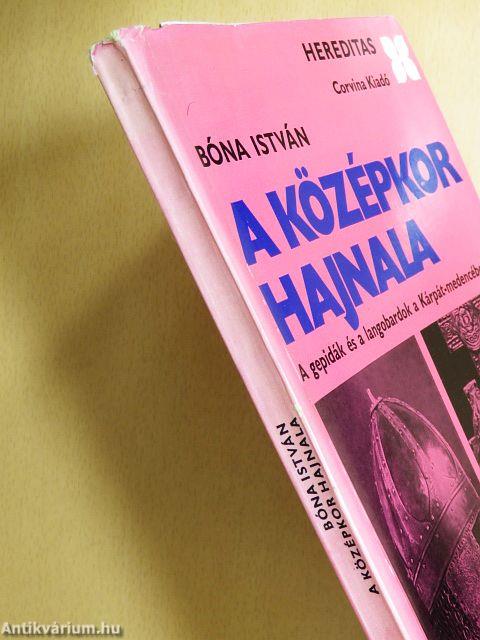 HEREDITAS
Corvina Kiadó
BÓNA ISTVÁN
A KÖZÉPKOR
HAJNALA
A gepidák és a langobardok a Kárpát-medencében
BÓNA ISTVÁN
A KÖZÉPKOR HAJNALA
Antikvárium.hu